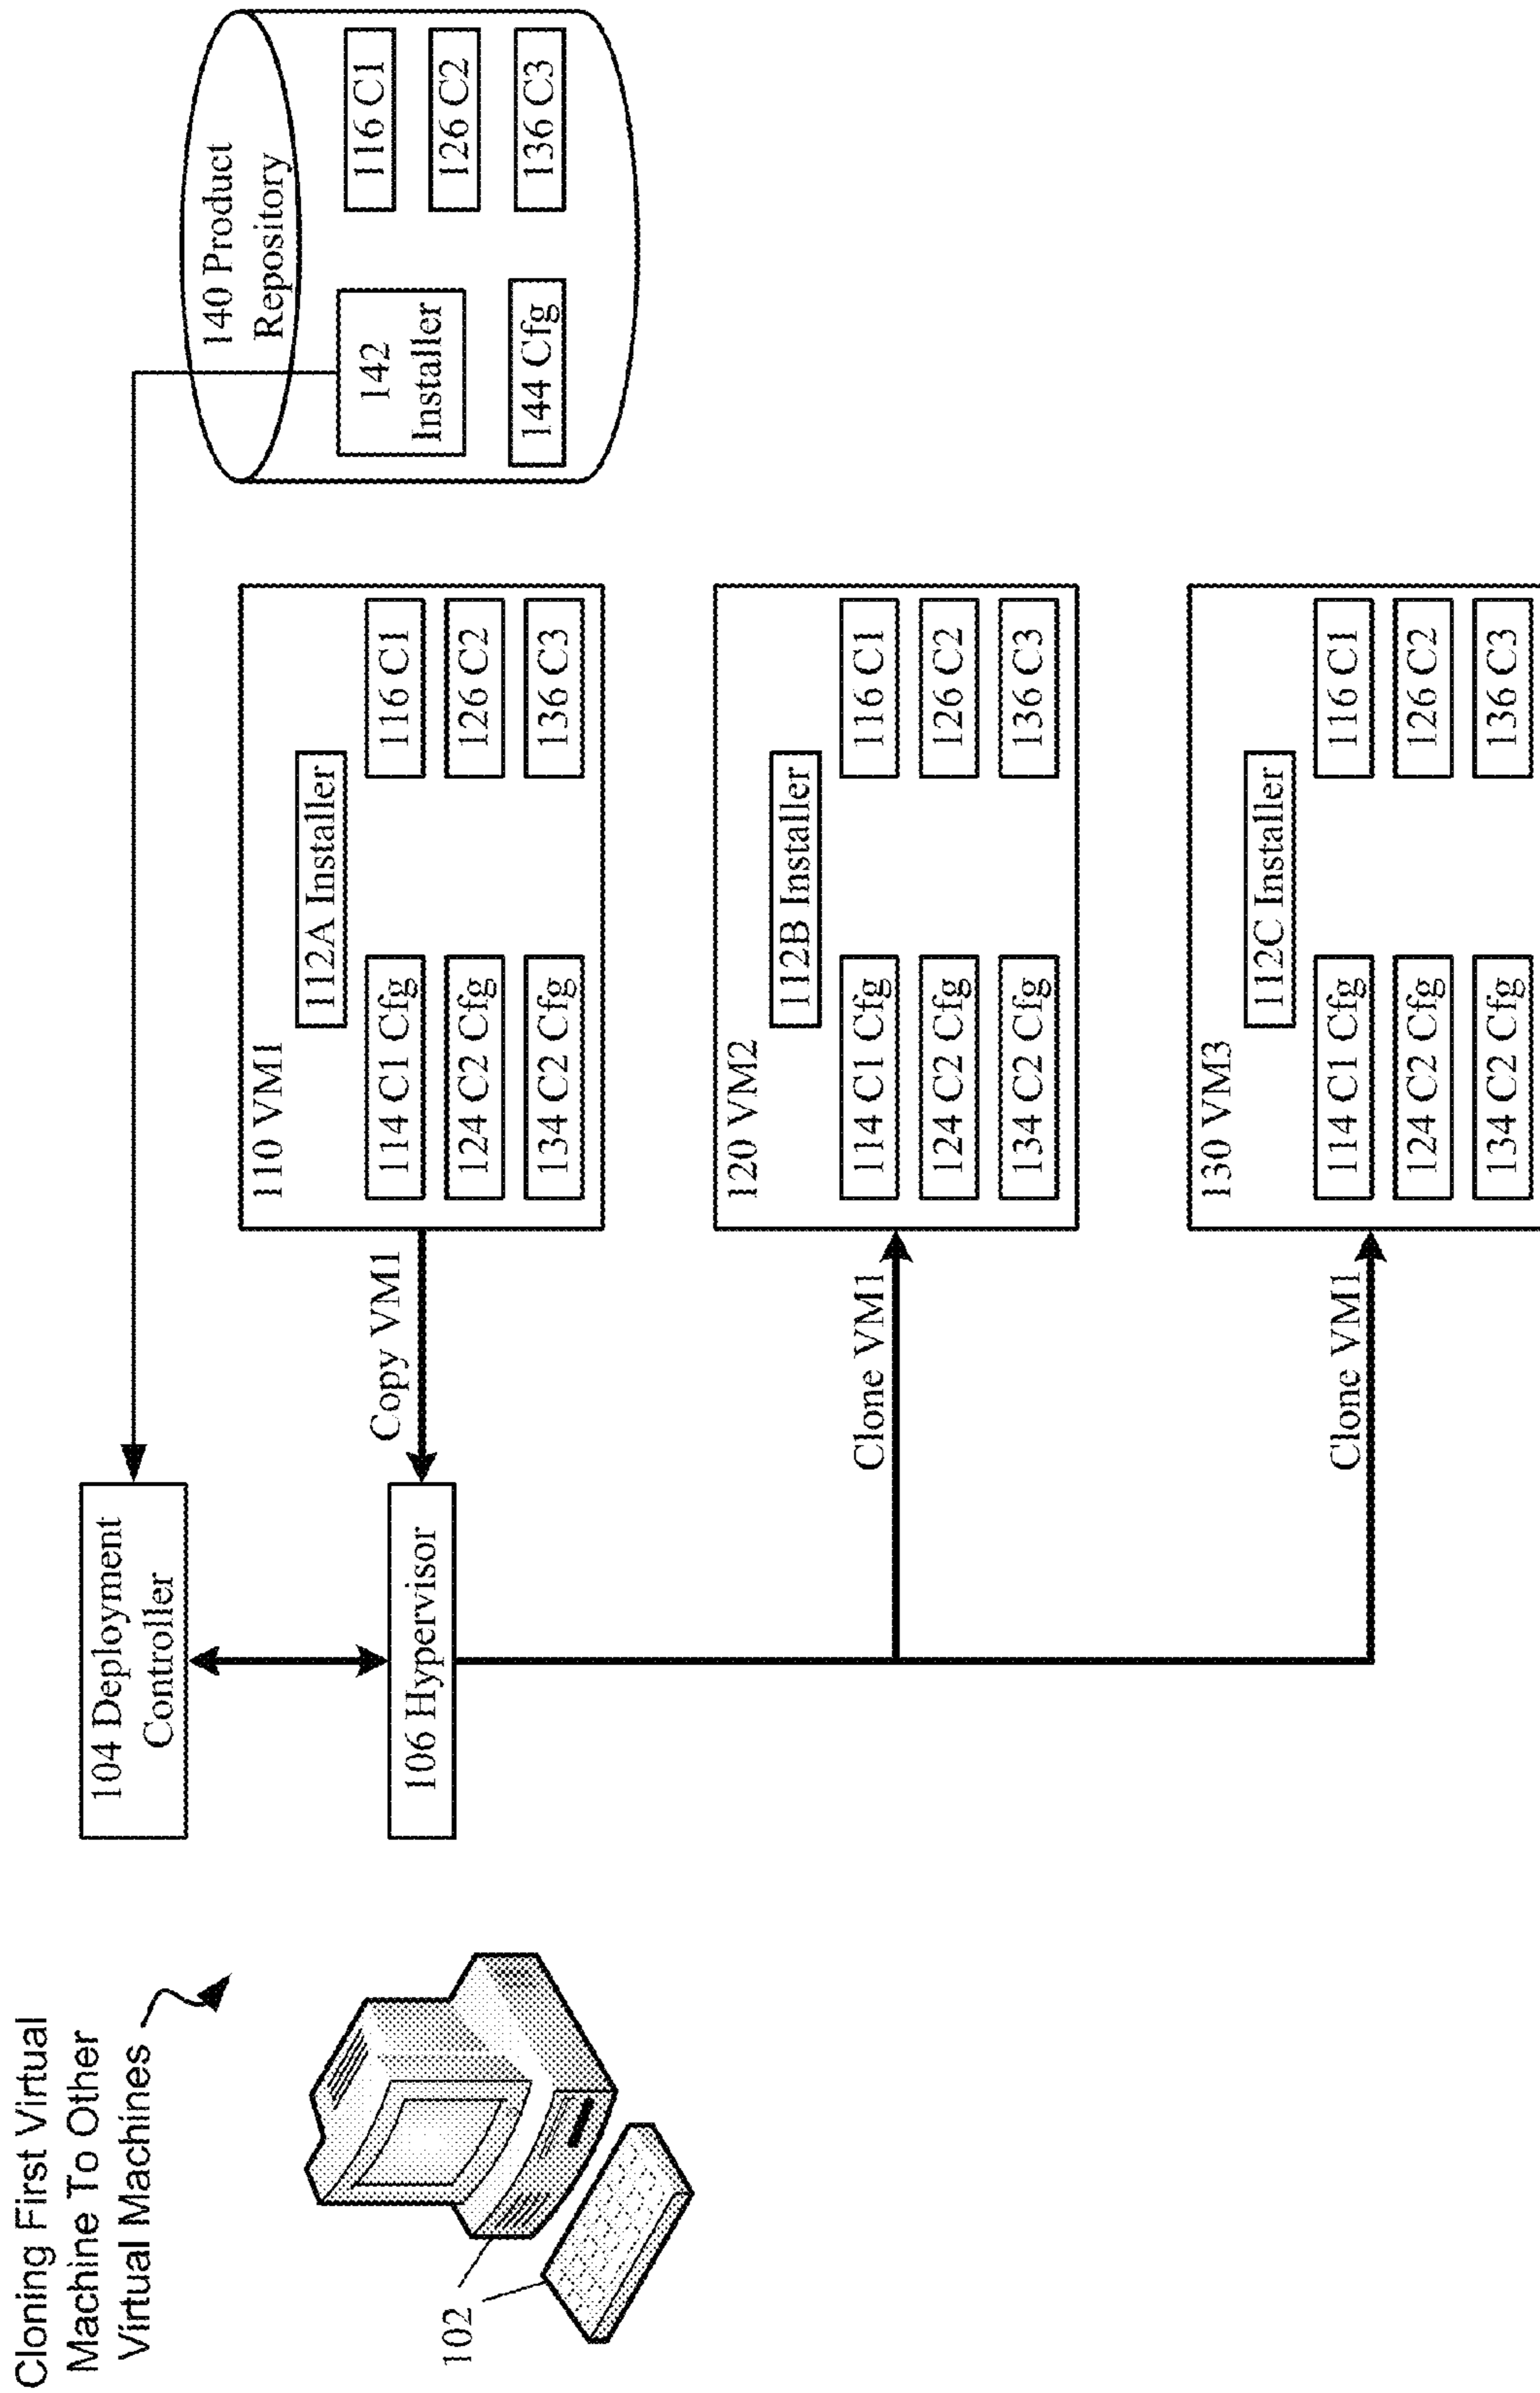 Cloning First Virtual
Machine To Other
Virtual Machines
102
104 Deployment
Controller
106 Hypervisor
Copy VM1
Clone VM1
Clone VM1
110 VM1
112A Installer
114 C1 Cfg
116 C1
124 C2 Cfg
126 C2
134 C2 Cfg
136 C3
120 VM2
112B Installer
114 C1 Cfg
116 C1
124 C2 Cfg
126 C2
134 C2 Cfg
136 C3
130 VM3
112C Installer
114 C1 Cfg
116 C1
124 C2 Cfg
126 C2
134 C2 Cfg
136 C3
140 Product
Repository
142
Installer
144 Cfg
116 C1
126 C2
136 C3